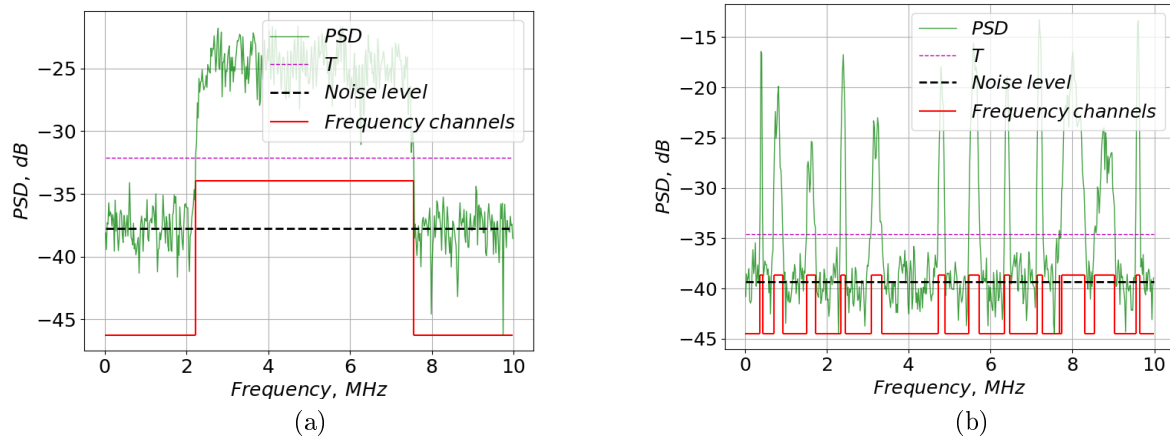 PSD
T
Noise level
Frequency channels
−25
−30
−35
−40
−45
PSD, dB
0
2
4
6
8
10
Frequency, MHz
(a)
PSD
T
Noise level
Frequency channels
−15
−20
−25
−30
−35
−40
−45
PSD, dB
0
2
4
6
8
10
Frequency, MHz
(b)